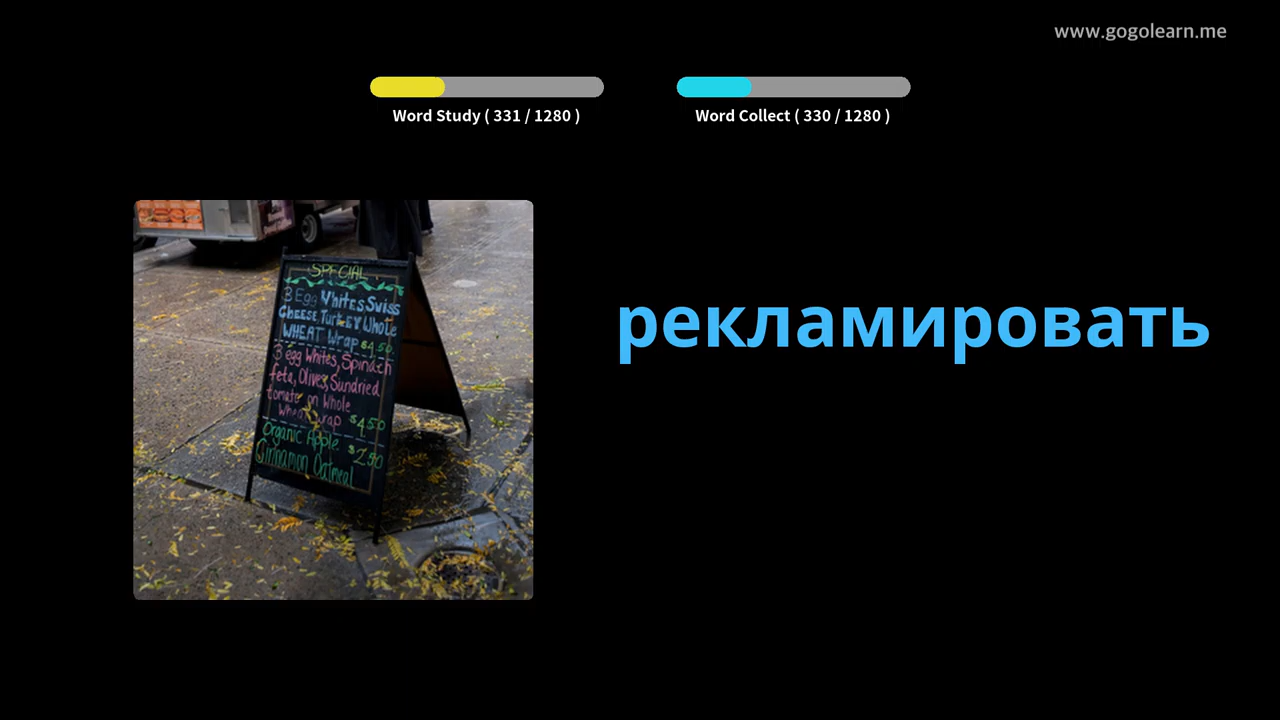 www.gogolearn.me
Word Study ( 331 / 1280 )
Word Collect ( 330 / 1280 )
SPECIAL
3 Egg Whites, Swiss
Cheese, Turkey Whole
WHEAT Wrap $4.50
3 egg Whites, Spinach
feta, Olives, Sundried
tomato on Whole
Wheat Wrap $4.50
Organic Apple $2.50
Cinnamon Oatmeal
рекламировать